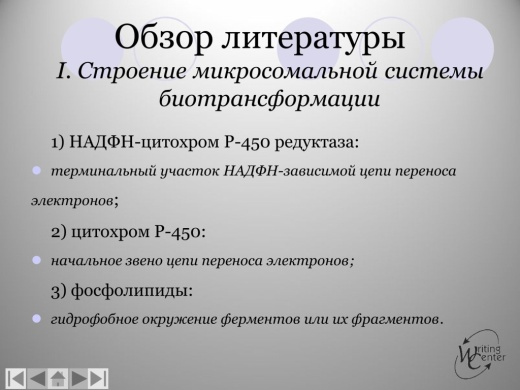 Обзор литературы
I. Строение микросомальной системы
биотрансформации
1) НАДФН-цитохром Р-450 редуктаза:
терминальный участок НАДФН-зависимой цепи переноса
электронов;
2) цитохром Р-450:
начальное звено цепи переноса электронов;
3) фосфолипиды:
гидрофобное окружение ферментов или их фрагментов.
Writing
Center